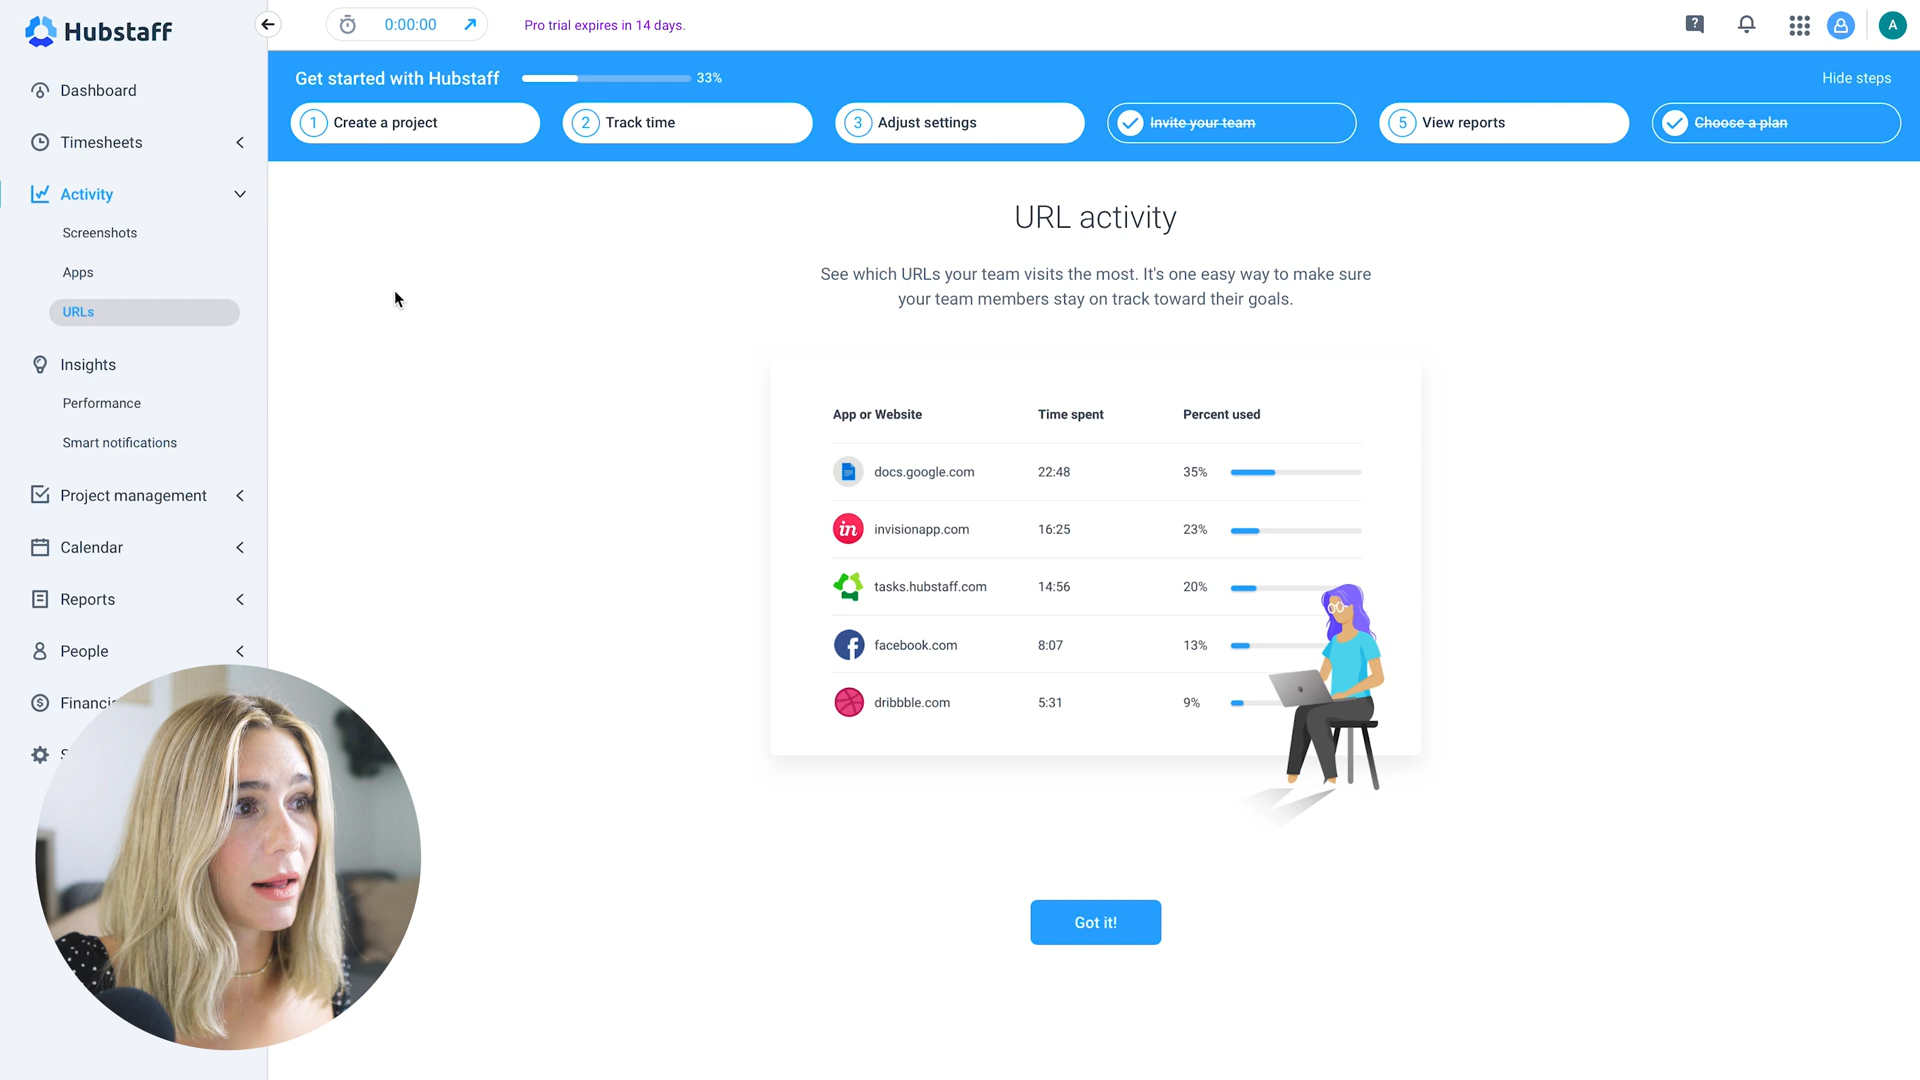 Hubstaff
0:00:00
Pro trial expires in 14 days.
?
A
Dashboard
Timesheets
Activity
Screenshots
Apps
URLs
Insights
Performance
Smart notifications
Project management
Calendar
Reports
People
Get started with Hubstaff
33%
Hide steps
1 Create a project
2 Track time
3 Adjust settings
Invite your team
5 View reports
Choose a plan
URL activity
See which URLs your team visits the most. It's one easy way to make sure
your team members stay on track toward their goals.
App or Website Time spent Percent used
docs.google.com 22:48 35%
in invisionapp.com 16:25 23%
tasks.hubstaff.com 14:56 20%
f facebook.com 8:07 13%
dribbble.com 5:31 9%
Got it!